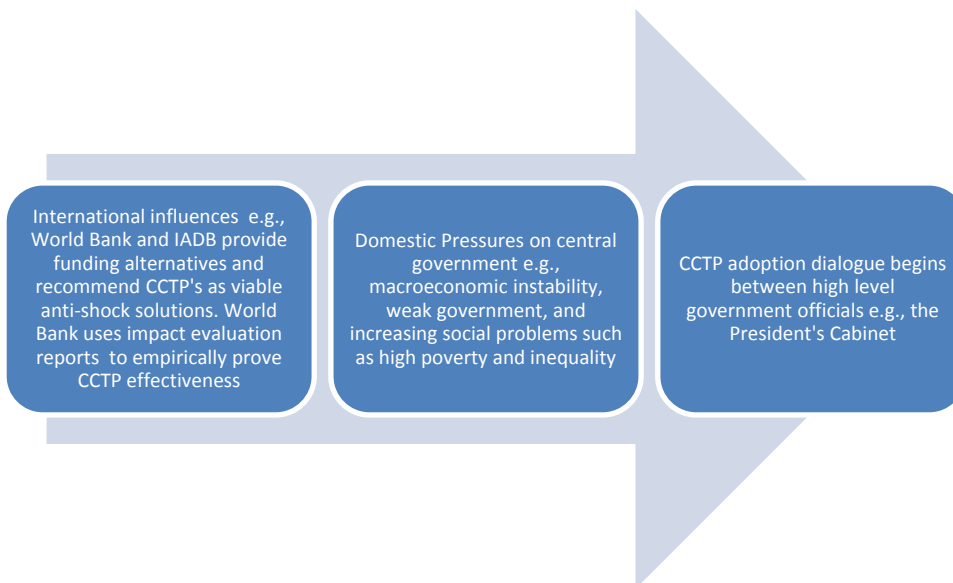 International influences  e.g.,
World Bank and IADB provide
funding alternatives and
recommend CCTP's as viable
anti-shock solutions. World
Bank uses impact evaluation
reports  to empirically prove
CCTP effectiveness
Domestic Pressures on central
government e.g.,
macroeconomic instability,
weak government, and
increasing social problems such
as high poverty and inequality
CCTP adoption dialogue begins
between high level
government officials e.g., the
President's Cabinet